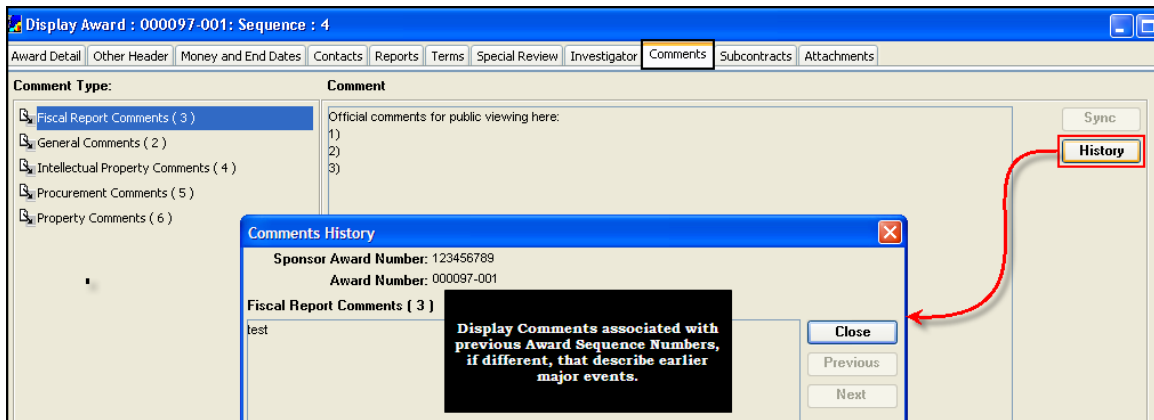 Display Award : 000097-001: Sequence : 4
Award Detail Other Header Money and End Dates Contacts Reports Terms Special Review Investigator Comments Subcontracts Attachments
Comment Type:
Comment
Fiscal Report Comments ( 3 )
General Comments ( 2 )
Intellectual Property Comments ( 4 )
Procurement Comments ( 5 )
Property Comments ( 6 )
Official comments for public viewing here:
1)
2)
3)
Sync
History
Comments History
Sponsor Award Number: 123456789
Award Number: 000097-001
Fiscal Report Comments ( 3 )
test
Display Comments associated with
previous Award Sequence Numbers,
if different, that describe earlier
major events.
Close
Previous
Next